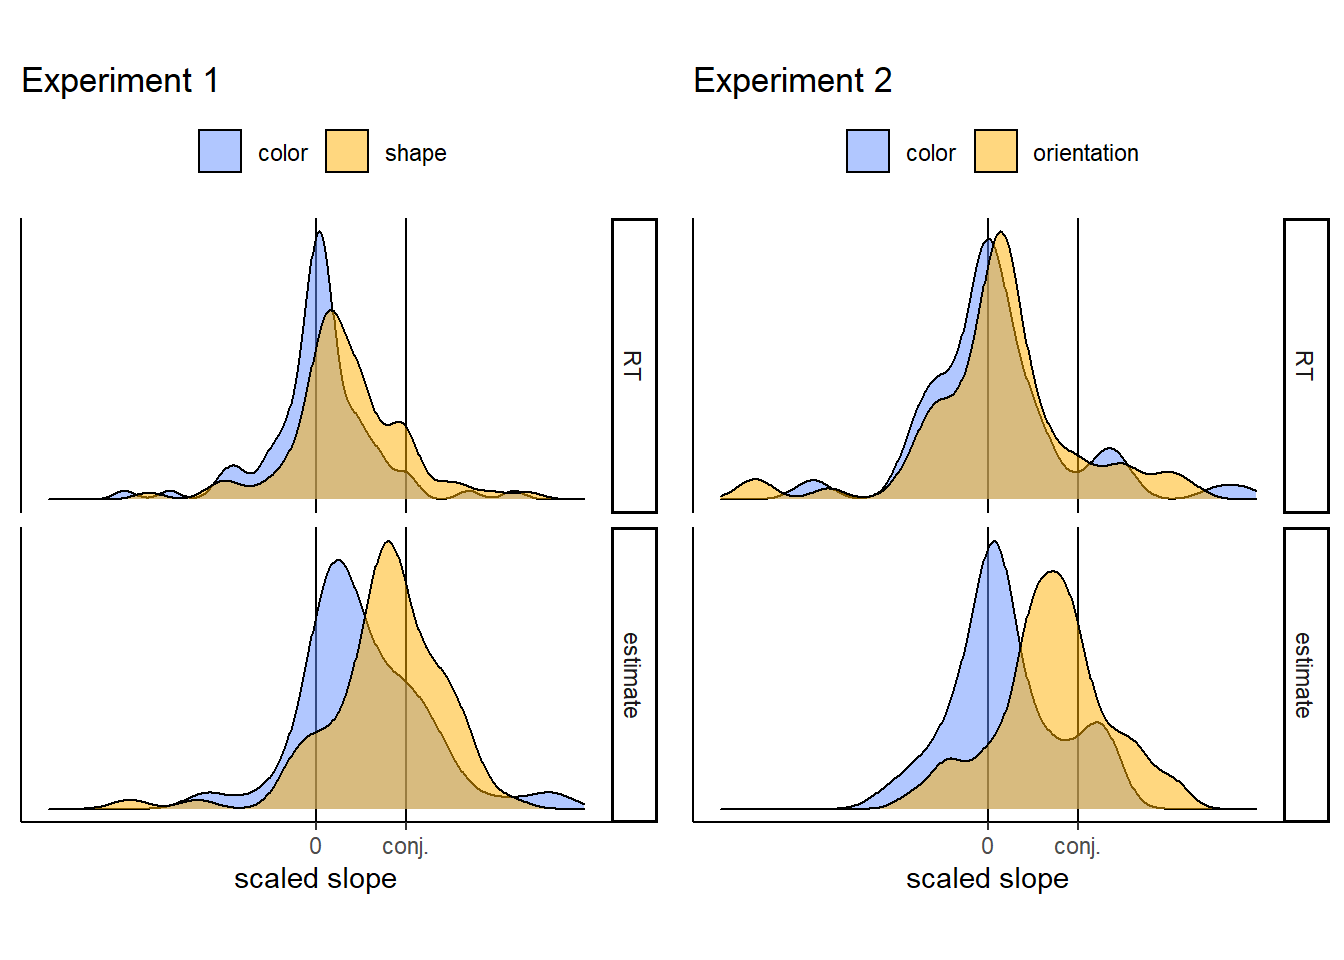 Experiment 1
color shape
RT
estimate
0 conj.
scaled slope
Experiment 2
color orientation
RT
estimate
0 conj.
scaled slope